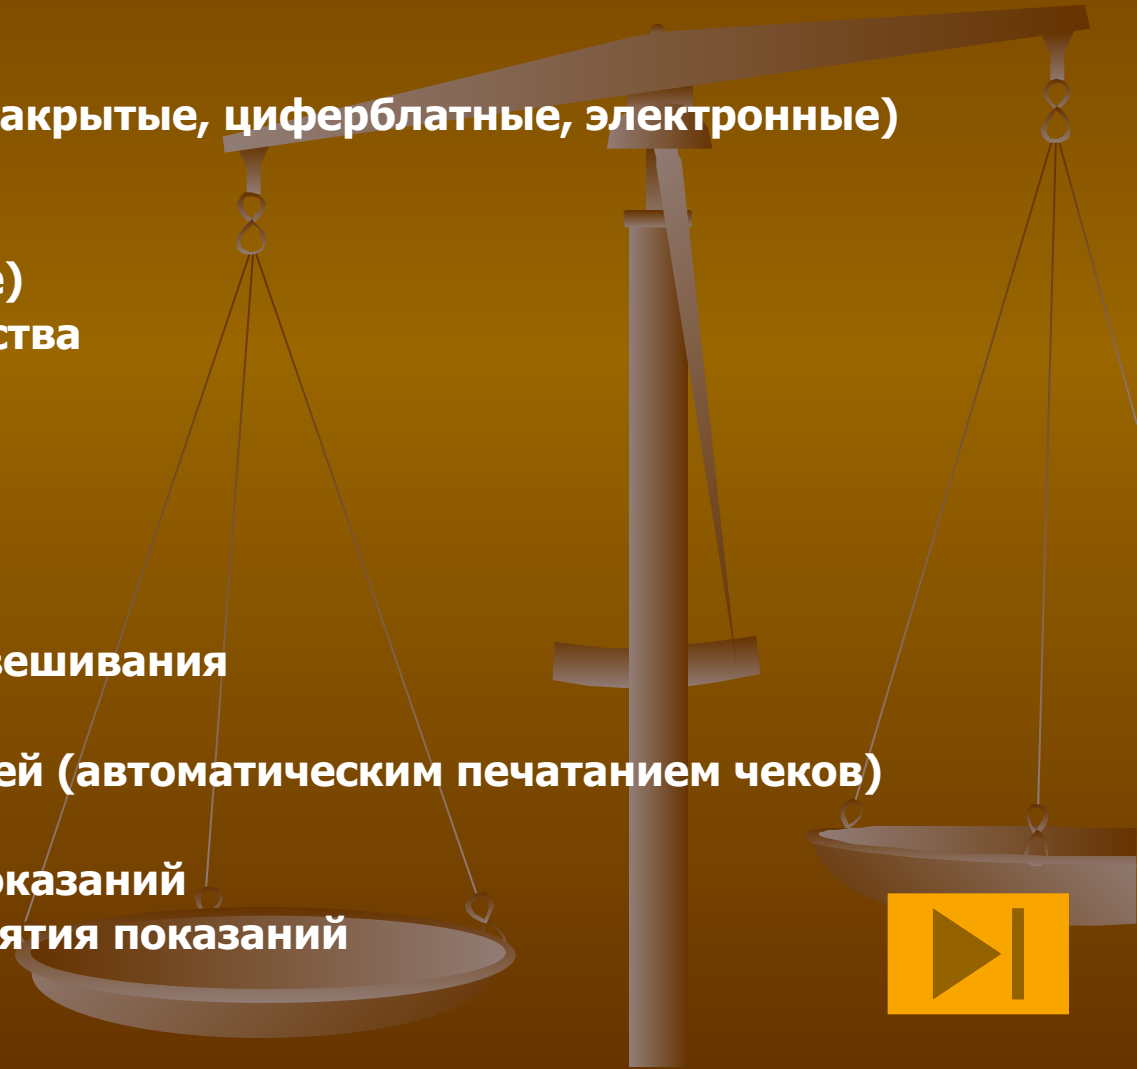 акрытые, циферблатные, электронные)
е)
ства
вешивания
ей (автоматическим печатанием чеков)
оказаний
ятия показаний